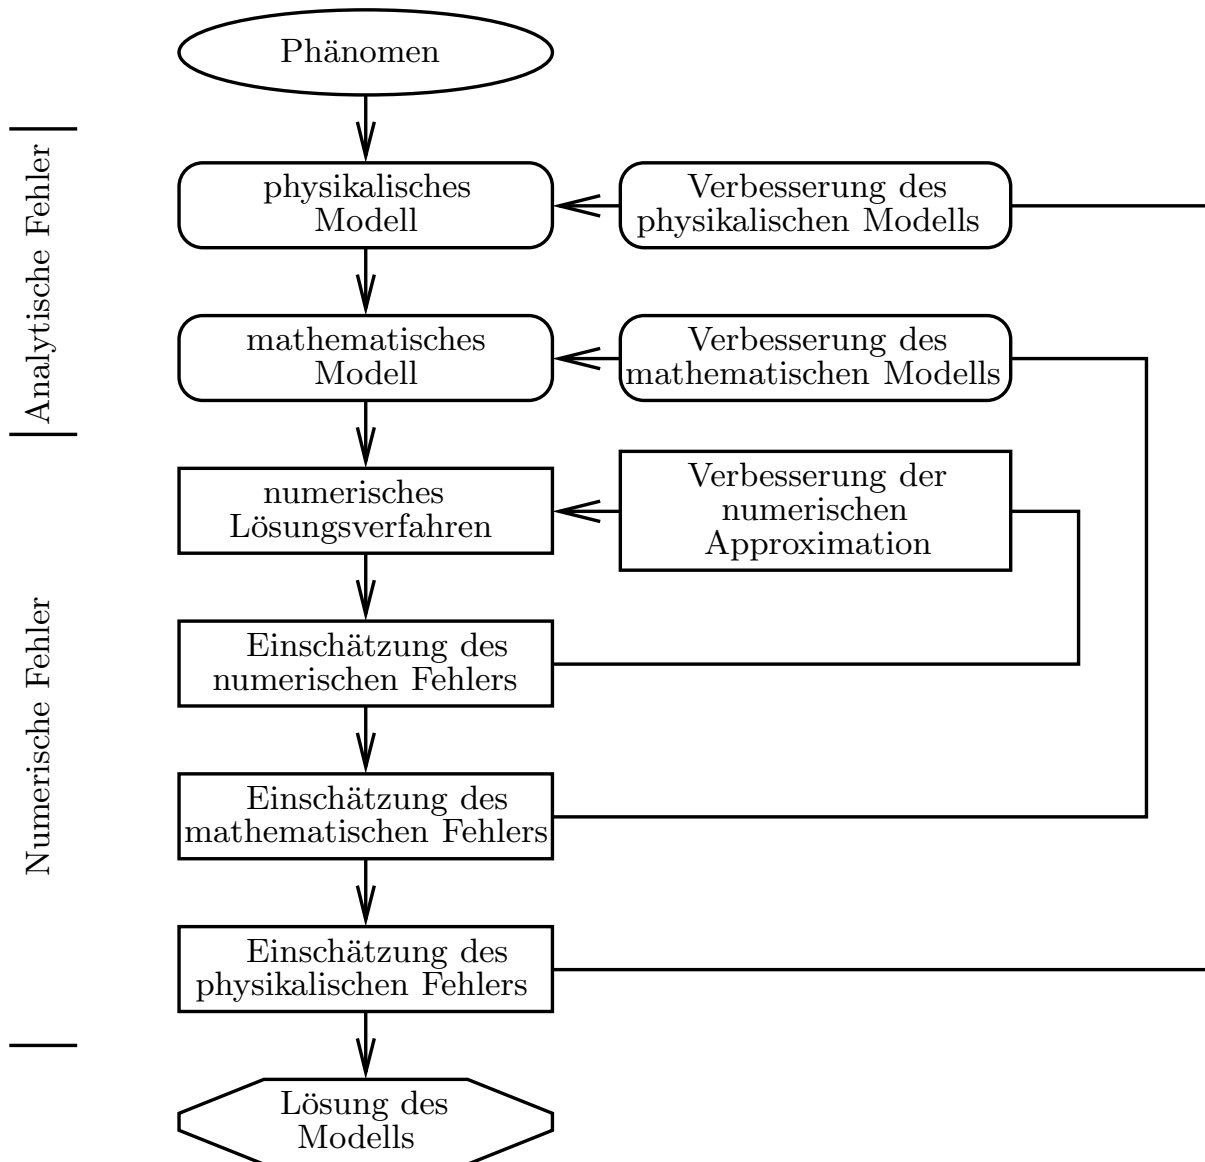 Phänomen
Analytische Fehler
physikalisches
Modell
Verbesserung des
physikalischen Modells
mathematisches
Modell
Verbesserung des
mathematischen Modells
numerisches
Lösungsverfahren
Verbesserung der
numerischen
Approximation
Numerische Fehler
Einschätzung des
numerischen Fehlers
Einschätzung des
mathematischen Fehlers
Einschätzung des
physikalischen Fehlers
Lösung des
Modells